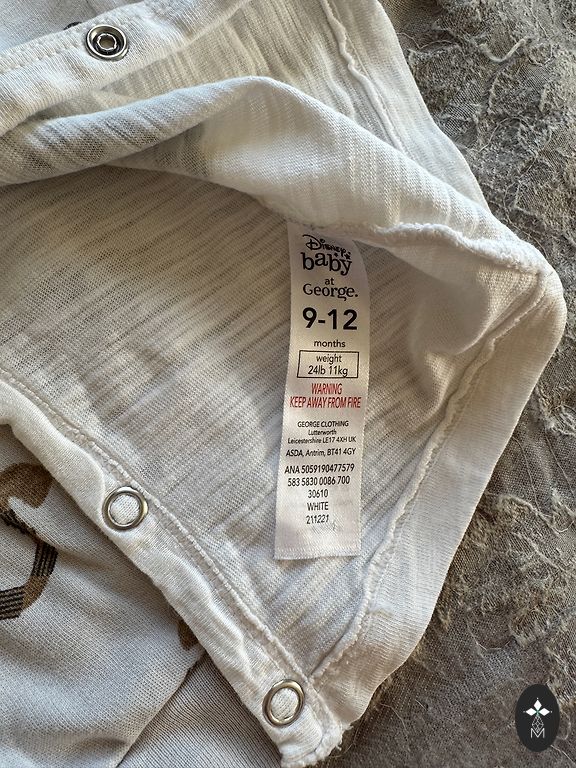 Disney
baby
at
George.
9-12
months
weight
24lb 11kg
WARNING
KEEP AWAY FROM FIRE
GEORGE CLOTHING
Lutterworth
Leicestershire LE17 4XH UK
ASDA, Antrim, BT41 4GY
ANA 5059190477579
583 5830 0086 700
30610
WHITE
211221